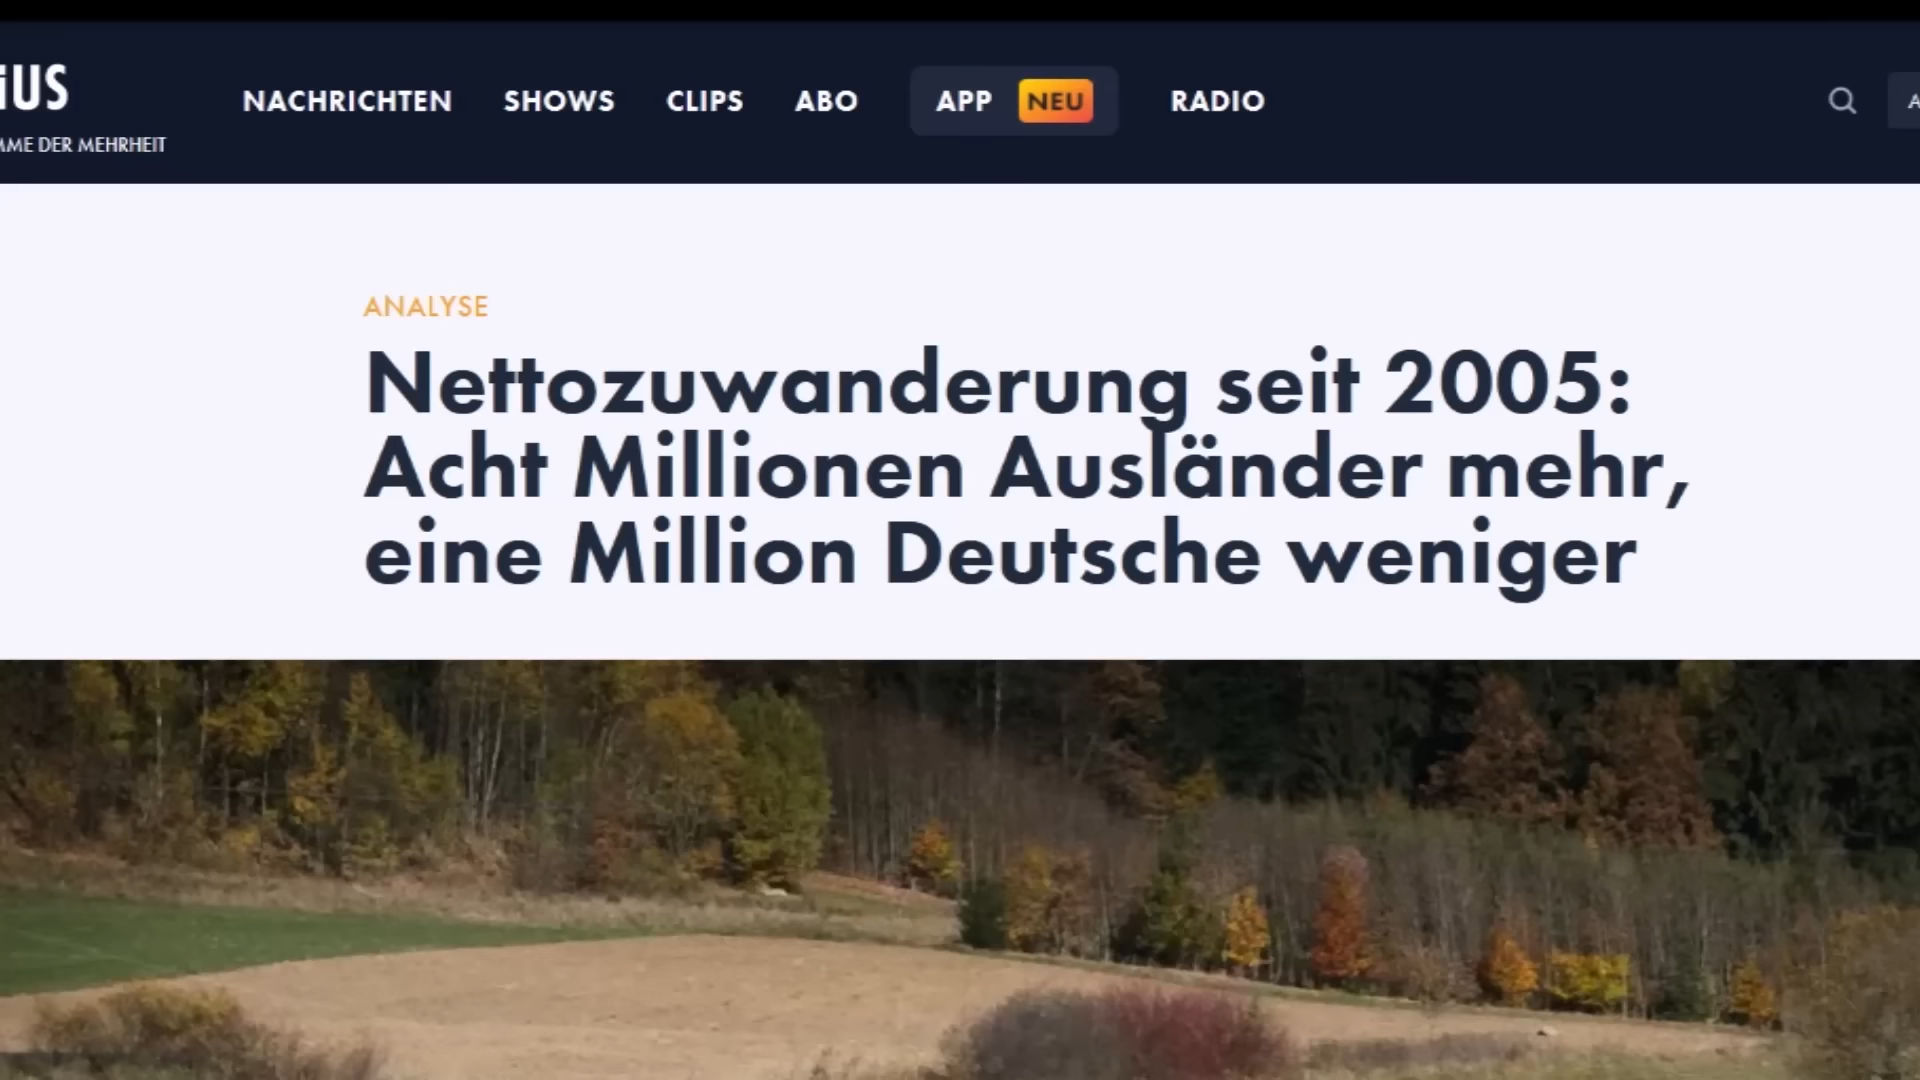 iUS
MME DER MEHRHEIT
NACHRICHTEN SHOWS CLIPS ABO APP NEU RADIO A
ANALYSE
Nettozuwanderung seit 2005:
Acht Millionen Ausländer mehr,
eine Million Deutsche weniger